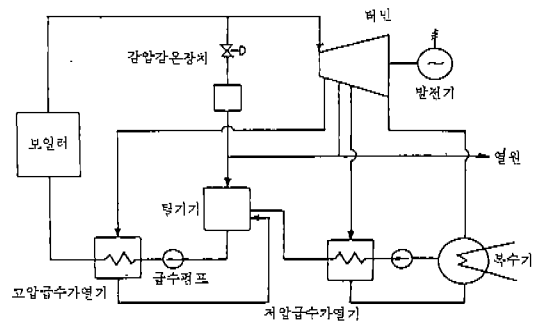 터빈
감압감온장치
발전기
보일러
열원
탈기기
급수펌프
복수기
고압급수가열기
저압급수가열기